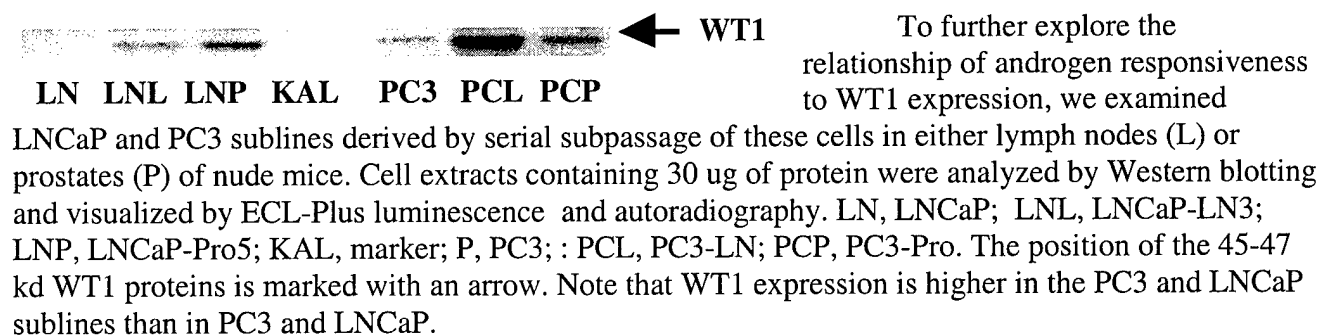 WT1
LN LNL LNP KAL PC3 PCL PCP
To further explore the
relationship of androgen responsiveness
to WT1 expression, we examined
LNCaP and PC3 sublines derived by serial subpassage of these cells in either lymph nodes (L) or
prostates (P) of nude mice. Cell extracts containing 30 ug of protein were analyzed by Western blotting
and visualized by ECL-Plus luminescence and autoradiography. LN, LNCaP; LNL, LNCaP-LN3;
LNP, LNCaP-Pro5; KAL, marker; P, PC3; : PCL, PC3-LN; PCP, PC3-Pro. The position of the 45-47
kd WT1 proteins is marked with an arrow. Note that WT1 expression is higher in the PC3 and LNCaP
sublines than in PC3 and LNCaP.